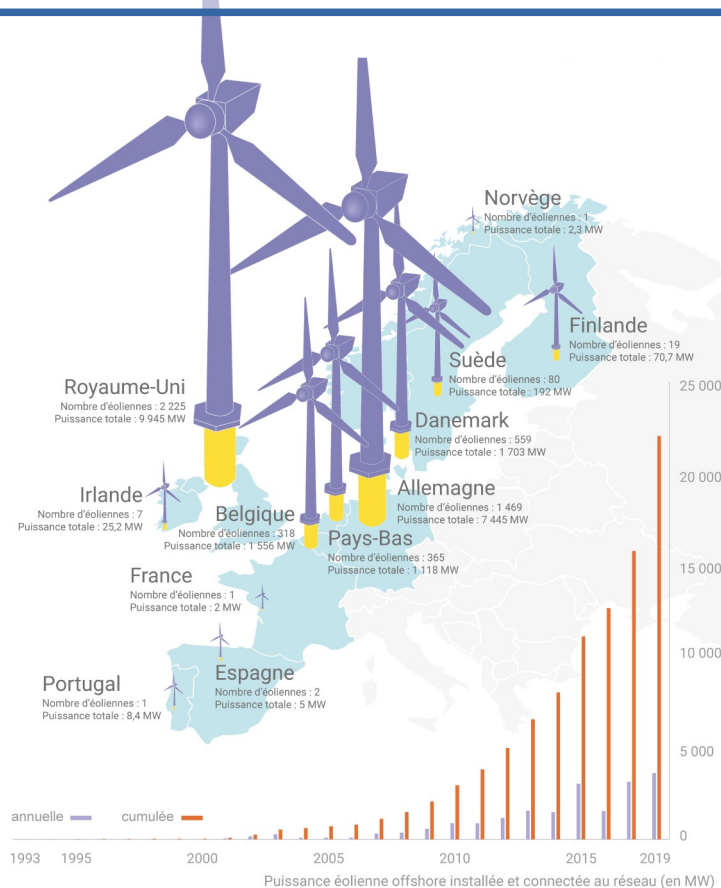 Norvège
Nombre d'éoliennes : 1
Puissance totale : 2,3 MW
Finlande
Nombre d'éoliennes : 19
Puissance totale : 70,7 MW
Suède
Nombre d'éoliennes : 80
Puissance totale : 192 MW
Royaume-Uni
Nombre d'éoliennes : 2 225
Puissance totale : 9 945 MW
Danemark
Nombre d'éoliennes : 559
Puissance totale : 1 703 MW
Irlande
Nombre d'éoliennes : 7
Puissance totale : 25,2 MW
Belgique
Nombre d'éoliennes : 318
Puissance totale : 1 556 MW
Allemagne
Nombre d'éoliennes : 1 469
Puissance totale : 7 445 MW
Pays-Bas
Nombre d'éoliennes : 365
Puissance totale : 1 118 MW
France
Nombre d'éoliennes : 1
Puissance totale : 2 MW
Espagne
Nombre d'éoliennes : 2
Puissance totale : 5 MW
Portugal
Nombre d'éoliennes : 1
Puissance totale : 8,4 MW
25 000
20 000
15 000
10 000
5 000
0
annuelle cumulée
1993 1995 2000 2005 2010 2015 2019
Puissance éolienne offshore installée et connectée au réseau (en MW)